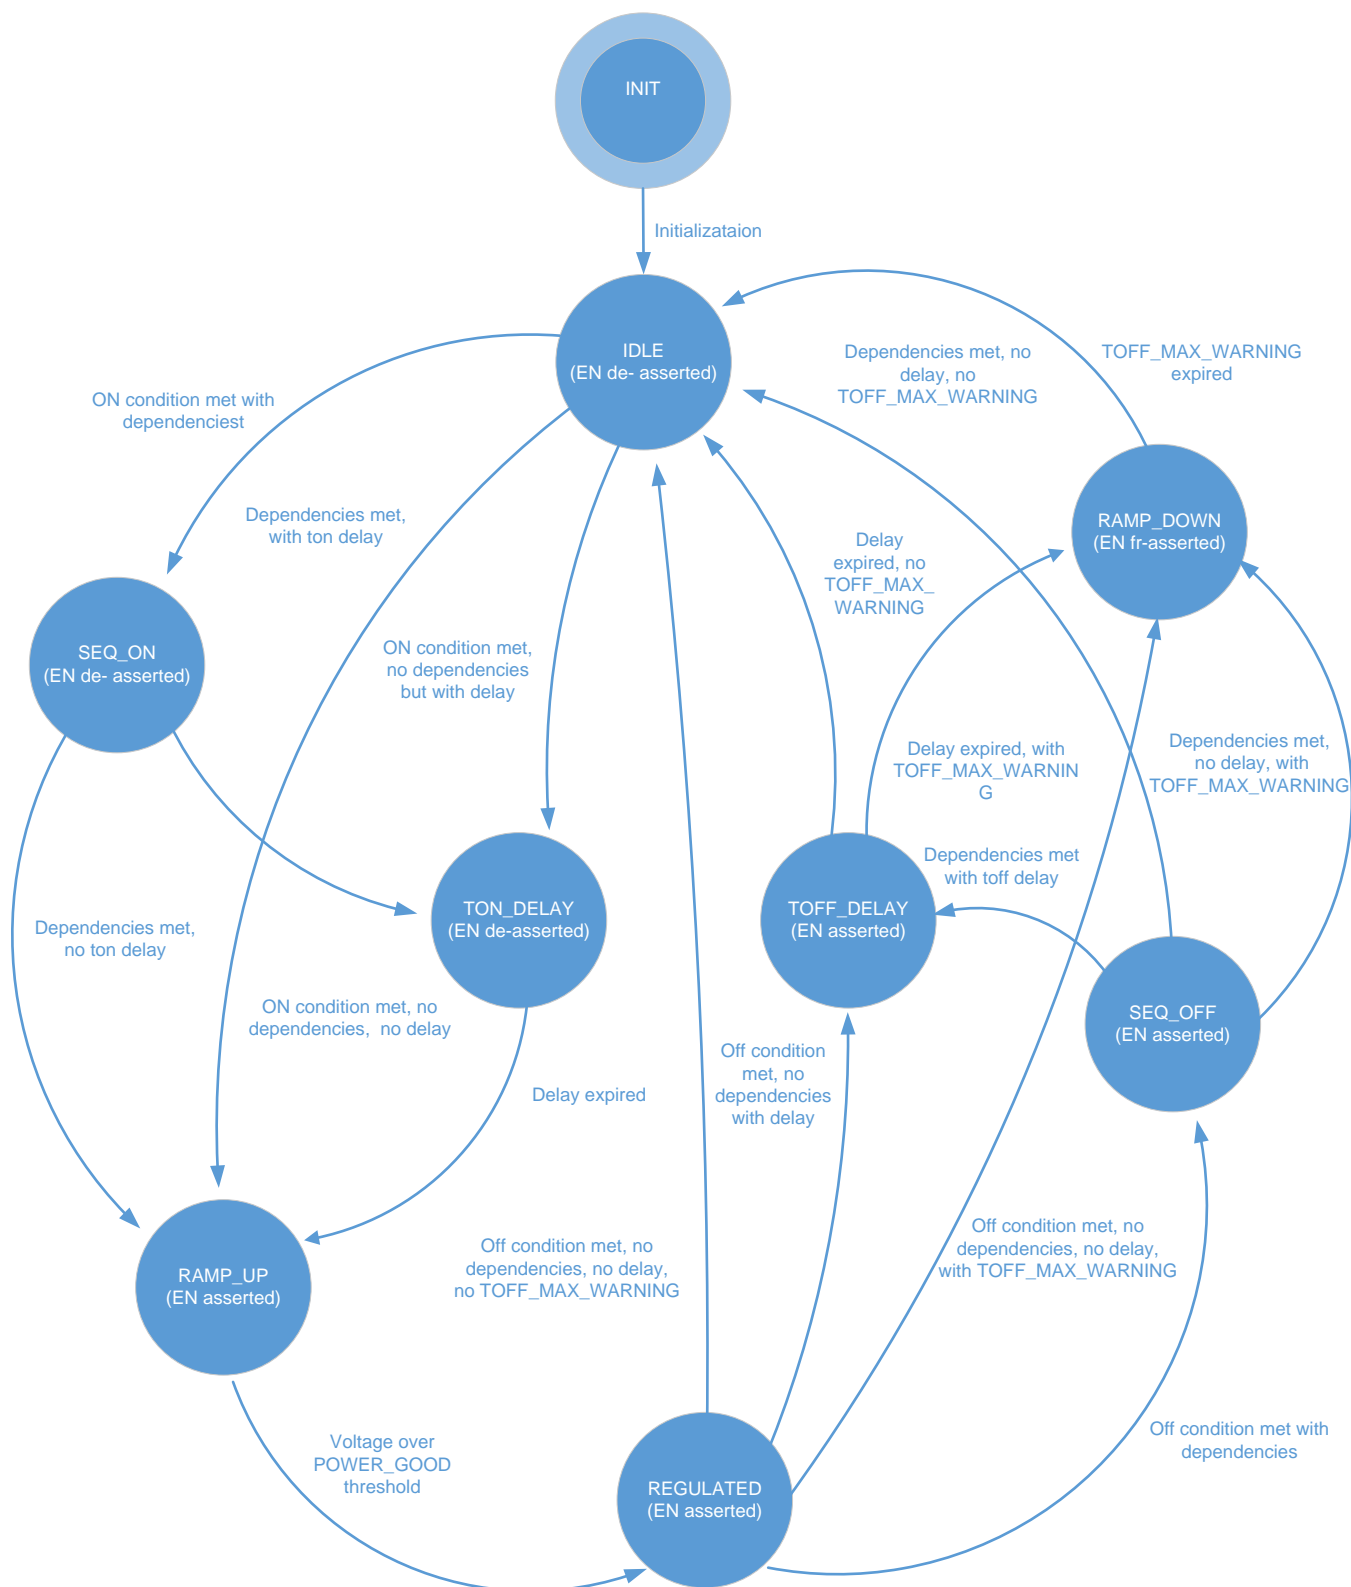 INIT
Initializataion
IDLE
(EN de- asserted)
Dependencies met, no
delay, no
TOFF_MAX_WARNING
TOFF_MAX_WARNING
expired
ON condition met with
dependenciest
Dependencies met,
with ton delay
RAMP_DOWN
(EN fr-asserted)
Delay
expired, no
TOFF_MAX_
WARNING
SEQ_ON
(EN de- asserted)
ON condition met,
no dependencies
but with delay
Delay expired, with
TOFF_MAX_WARNIN
G
Dependencies met,
no delay, with
TOFF_MAX_WARNING
Dependencies met
with toff delay
TON_DELAY
(EN de-asserted)
TOFF_DELAY
(EN asserted)
Dependencies met,
no ton delay
ON condition met, no
dependencies,  no delay
SEQ_OFF
(EN asserted)
Off condition
met, no
dependencies
with delay
Delay expired
Off condition met, no
dependencies, no delay,
no TOFF_MAX_WARNING
Off condition met, no
dependencies, no delay,
with TOFF_MAX_WARNING
RAMP_UP
(EN asserted)
Voltage over
POWER_GOOD
threshold
Off condition met with
dependencies
REGULATED
(EN asserted)